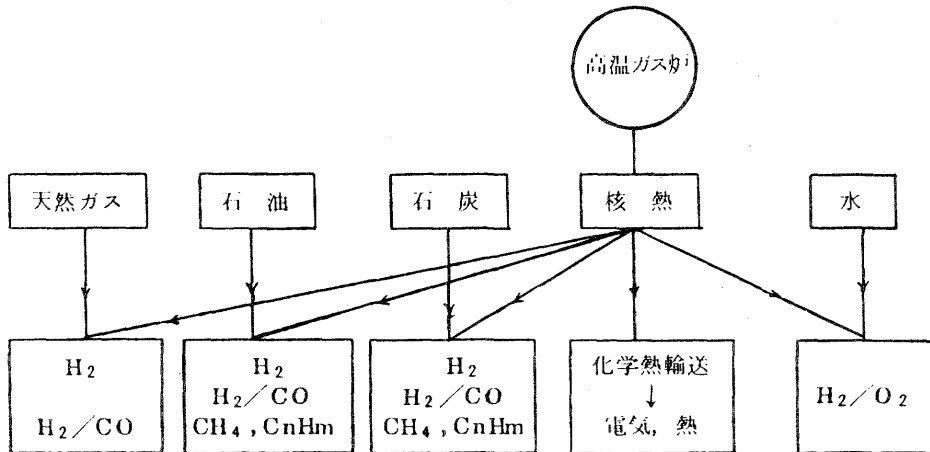 高温ガス炉
天然ガス
石油
石炭
核熱
水
H₂
H₂/CO
H₂
H₂/CO
CH₄, CnHm
H₂
H₂/CO
CH₄, CnHm
化学熱輸送
↓
電気, 熱
H₂/O₂